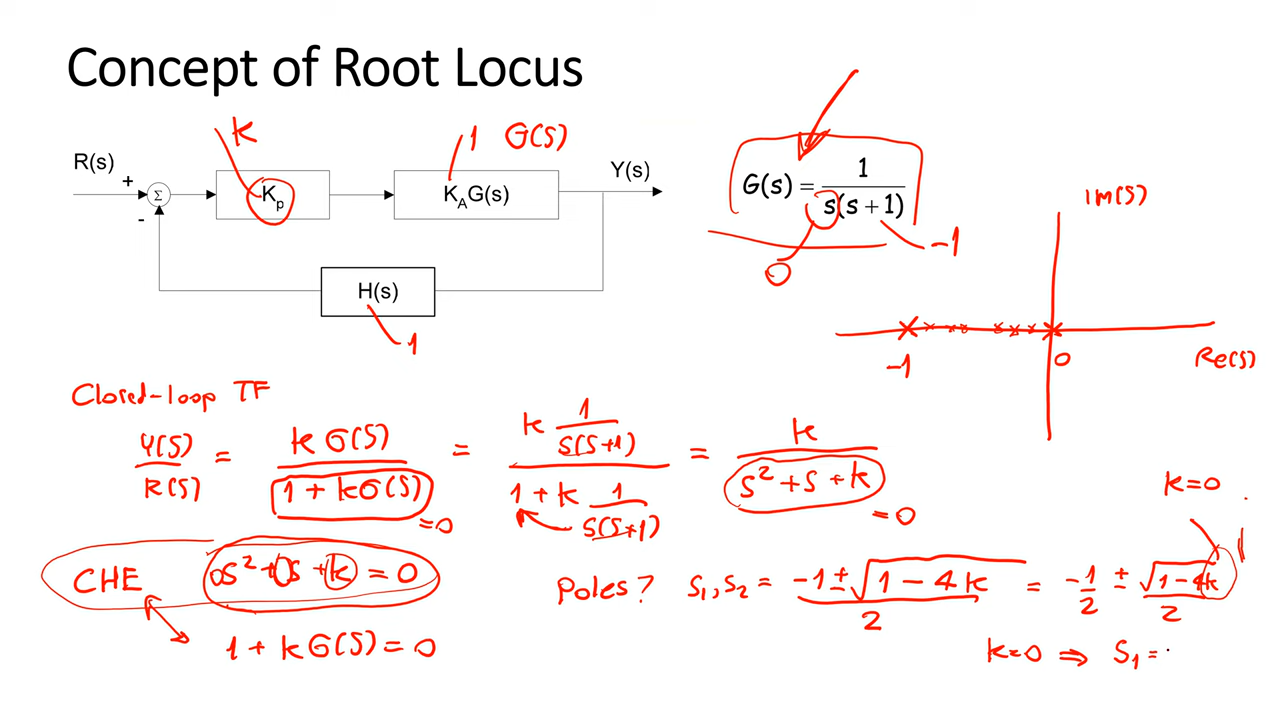 Concept of Root Locus
R(s)
+
Σ
-
k
Kp
1 G(s)
KAG(s)
Y(s)
H(s)
1
G(s) = 1 / s(s + 1)
0
-1
Im(s)
-1
0
Re(s)
Closed-loop TF
Y(s)/R(s) = k G(s) / 1 + kG(s) = k 1/s(s+1) / 1 + k 1/s(s+1) = k / s² + s + k
=0
=0
CHE s² + s + k = 0
1 + kG(s) = 0
Poles? s₁,s₂ = -1 ± √1 - 4k / 2 = -1/2 ± √1-4k / 2
k=0
k=0 ⇒ s₁ =